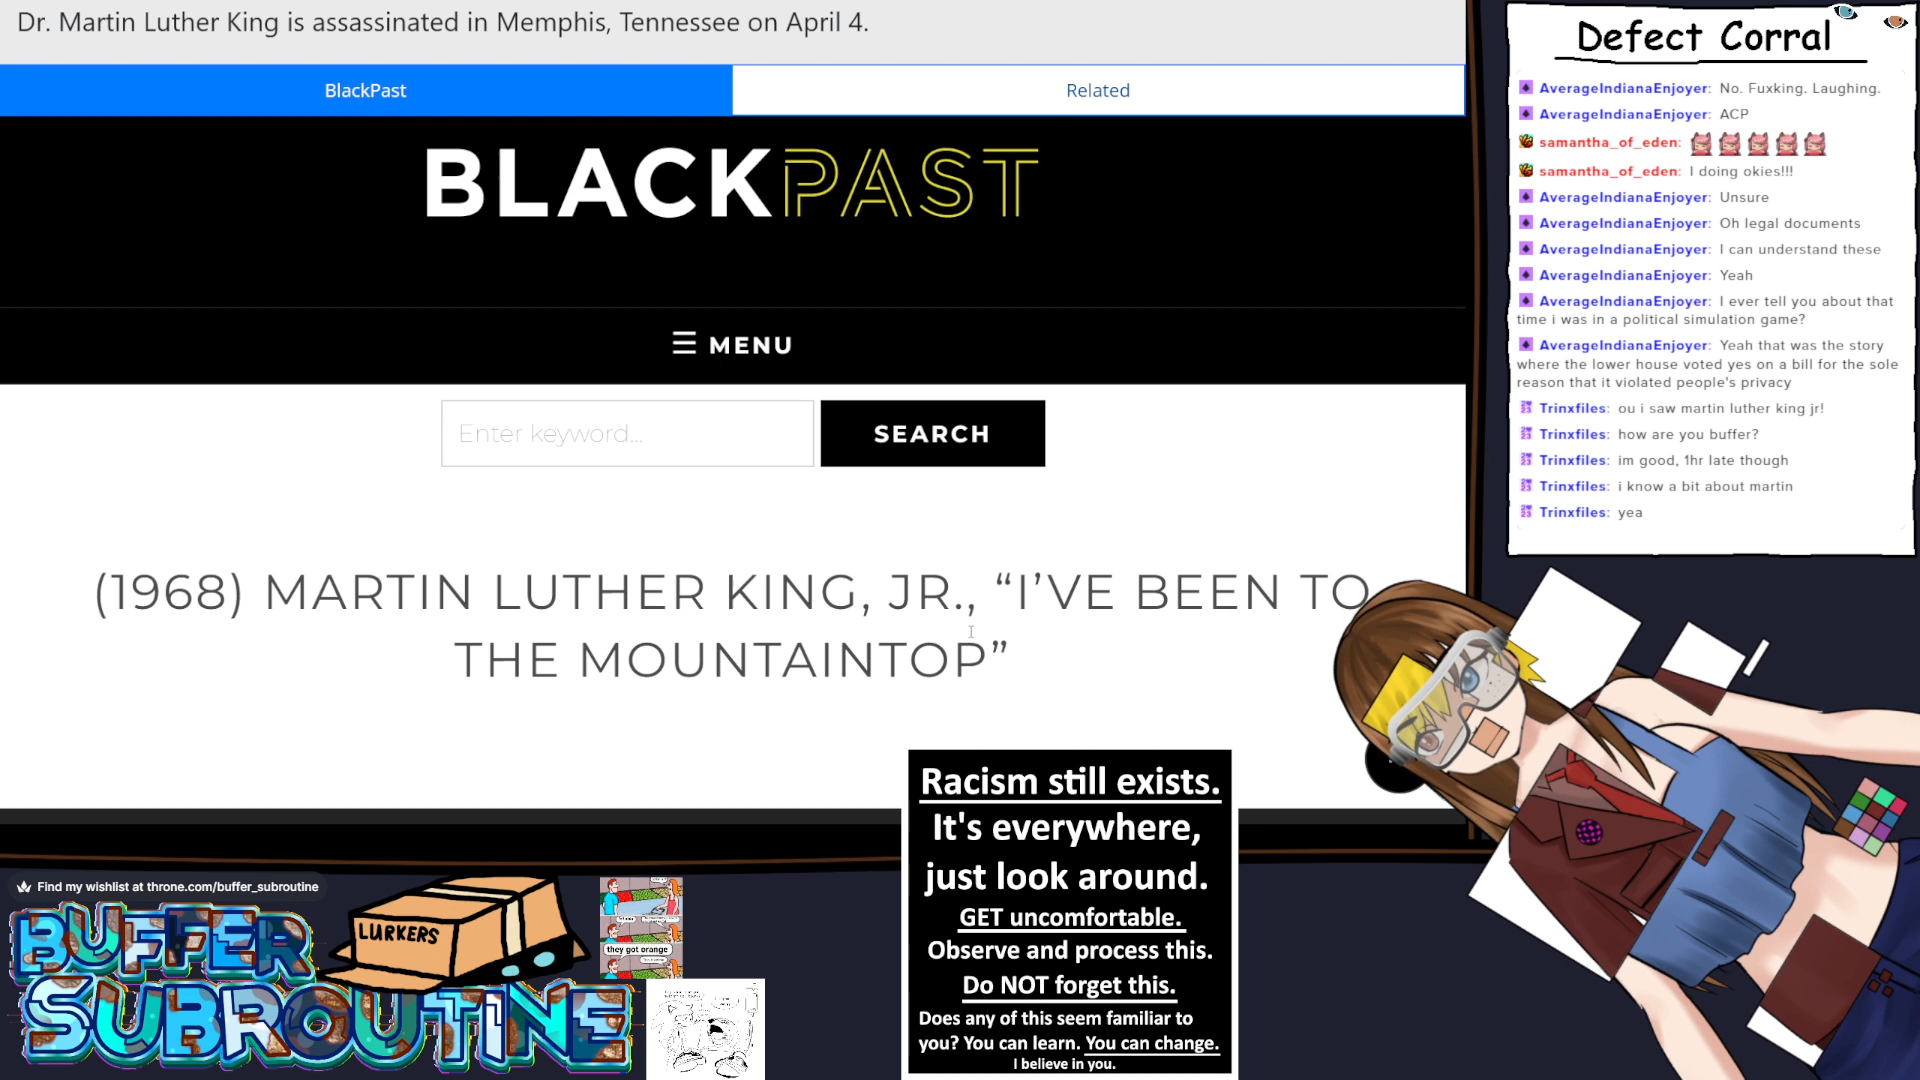 Dr. Martin Luther King is assassinated in Memphis, Tennessee on April 4.
BlackPast
Related
BLACKPAST
☰ MENU
Enter keyword...
SEARCH
(1968) MARTIN LUTHER KING, JR., “I’VE BEEN TO
THE MOUNTAINTOP”
Defect Corral
AverageIndianaEnjoyer: No. Fuxking. Laughing.
AverageIndianaEnjoyer: ACP
samantha_of_eden:
samantha_of_eden: I doing okies!!!
AverageIndianaEnjoyer: Unsure
AverageIndianaEnjoyer: Oh legal documents
AverageIndianaEnjoyer: I can understand these
AverageIndianaEnjoyer: Yeah
AverageIndianaEnjoyer: I ever tell you about that
time i was in a political simulation game?
AverageIndianaEnjoyer: Yeah that was the story
where the lower house voted yes on a bill for the sole
reason that it violated people's privacy
Trinxfiles: ou i saw martin luther king jr!
Trinxfiles: how are you buffer?
Trinxfiles: im good, 1hr late though
Trinxfiles: i know a bit about martin
Trinxfiles: yea
Racism still exists.
It's everywhere,
just look around.
GET uncomfortable.
Observe and process this.
Do NOT forget this.
Does any of this seem familiar to
you? You can learn. You can change.
I believe in you.
Find my wishlist at throne.com/buffer_subroutine
BUFFER
SUBROUTINE
LURKERS
they got orange